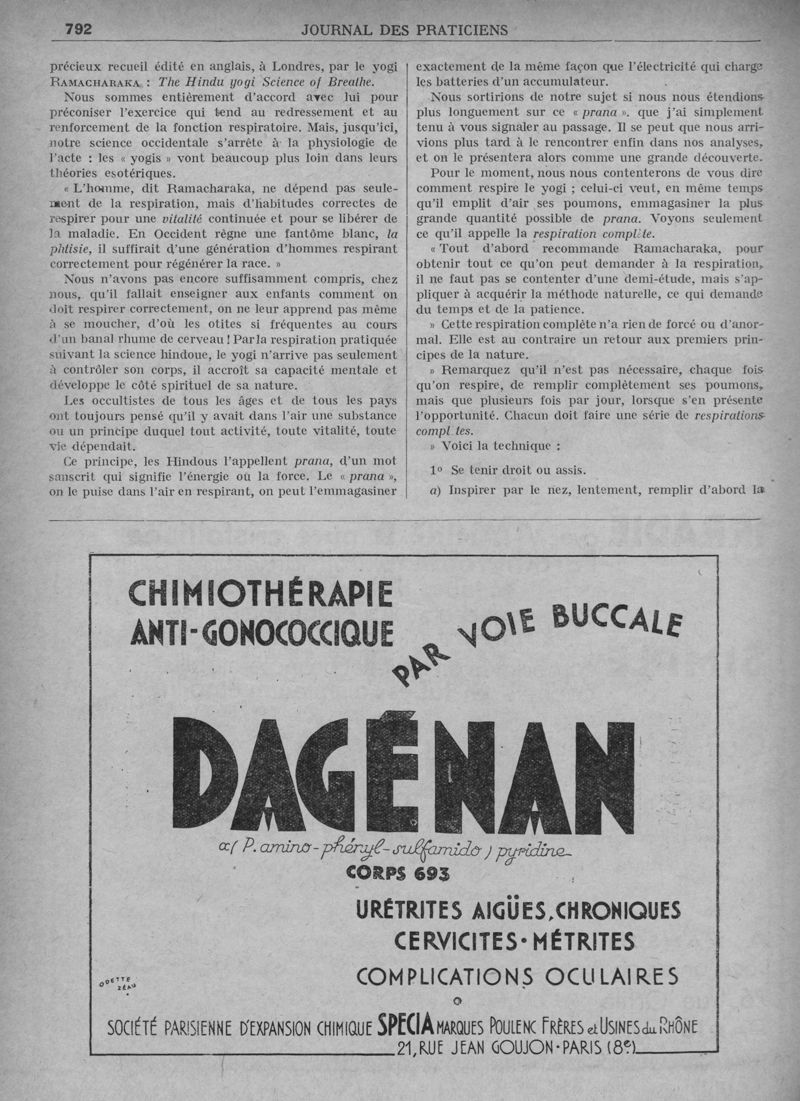 792
JOURNAL DES PRATICIENS
précieux recueil édité en anglais, à Londres, par le yogi
RAMACHARAKA : The Hindu yogi Science of Breathe.
Nous sommes entièrement d'accord avec lui pour
préconiser l'exercice qui tend au redressement et au
renforcement de la fonction respiratoire. Mais, jusqu'ici,
notre science occidentale s'arrête à la physiologie de
l'acte : les « yogis » vont beaucoup plus loin dans leurs
théories esotériques.
« L'homme, dit Ramacharaka, ne dépend pas seule-
ment de la respiration, mais d'habitudes correctes de
respirer pour une vitalité continuée et pour se libérer de
la maladie. En Occident règne une fantôme blanc, la
phtisie, il suffirait d'une génération d'hommes respirant
correctement pour régénérer la race. »
Nous n'avons pas encore suffisamment compris, chez
nous, qu'il fallait enseigner aux enfants comment on
doit respirer correctement, on ne leur apprend pas même
à se moucher, d'où les otites si fréquentes au cours
d'un banal rhume de cerveau ! Par la respiration pratiquée
suivant la science hindoue, le yogi n'arrive pas seulement
à contrôler son corps, il accroît sa capacité mentale et
développe le côté spirituel de sa nature.
Les occultistes de tous les âges et de tous les pays
ont toujours pensé qu'il y avait dans l'air une substance
ou un principe duquel tout activité, toute vitalité, toute
vie dépendait.
Ce principe, les Hindous l'appellent prana, d'un mot
sanscrit qui signifie l'énergie où la force. Le « prana »,
on le puise dans l'air en respirant, on peut l'emmagasiner
exactement de la même façon que l'électricité qui charge
les batteries d'un accumulateur.
Nous sortirions de notre sujet si nous nous étendions
plus longuement sur ce « prana ». que j'ai simplement
tenu à vous signaler au passage. Il se peut que nous arri-
vions plus tard à le rencontrer enfin dans nos analyses,
et on le présentera alors comme une grande découverte.
Pour le moment, nous nous contenterons de vous dire
comment respire le yogi ; celui-ci veut, en même temps
qu'il emplit d'air ses poumons, emmagasiner la plus
grande quantité possible de prana. Voyons seulement
ce qu'il appelle la respiration complète.
« Tout d'abord recommande Ramacharaka, pour
obtenir tout ce qu'on peut demander à la respiration,
il ne faut pas se contenter d'une demi-étude, mais s'ap-
pliquer à acquérir la méthode naturelle, ce qui demande
du temps et de la patience.
» Cette respiration complète n'a rien de forcé ou d'anor-
mal. Elle est au contraire un retour aux premiers prin-
cipes de la nature.
» Remarquez qu'il n'est pas nécessaire, chaque fois
qu'on respire, de remplir complètement ses poumons,
mais que plusieurs fois par jour, lorsque s'en présente
l'opportunité. Chacun doit faire une série de respirations
compl tes.
» Voici la technique :
1° Se tenir droit ou assis.
a) Inspirer par le nez, lentement, remplir d'abord la
CHIMIOTHÉRAPIE
ANTI-GONOCOCCIQUE
PAR VOIE BUCCALE
DAGÉNAN
α ( P. amino-phényl-sulfamido ) pyridine
CORPS 693
URÉTRITES AIGÜES, CHRONIQUES
CERVICITES • MÉTRITES
COMPLICATIONS OCULAIRES
ODETTE
ZÉAU
SOCIÉTÉ PARISIENNE D'EXPANSION CHIMIQUE SPECIA MARQUES POULENC FRÈRES et USINES du RHÔNE
21, RUE JEAN GOUJON • PARIS (8e)